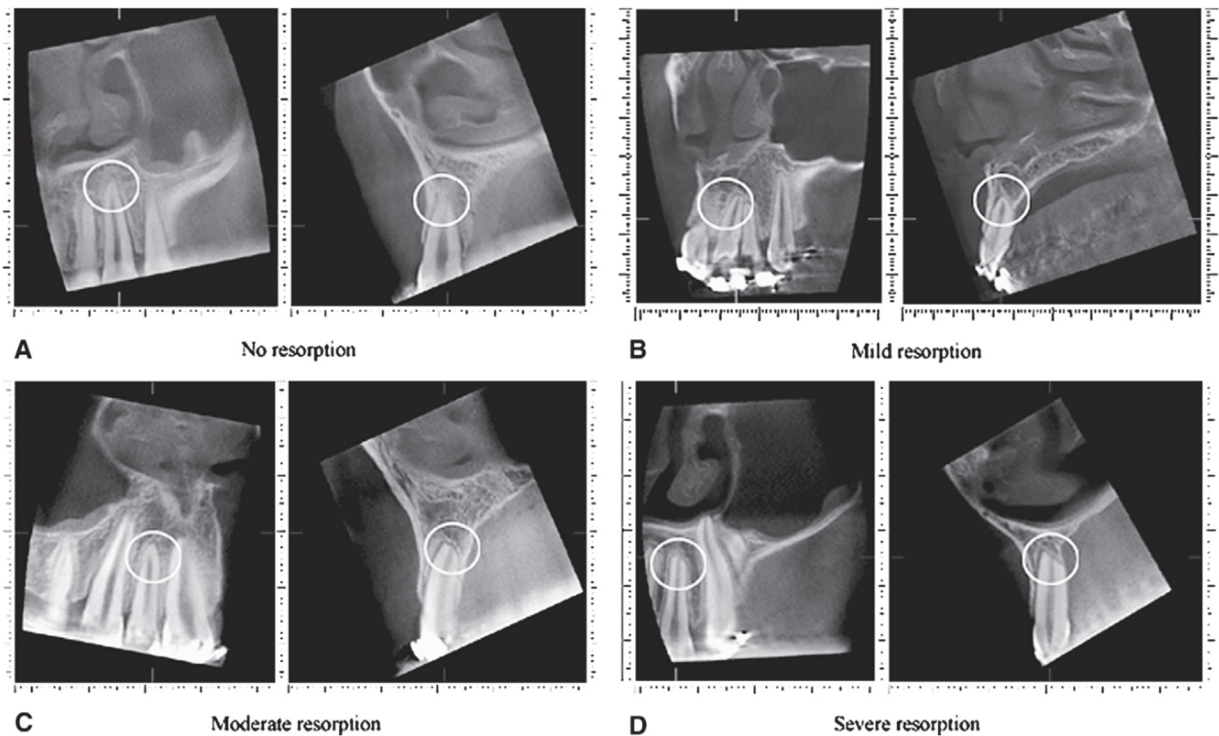 A No resorption
B Mild resorption
C Moderate resorption
D Severe resorption